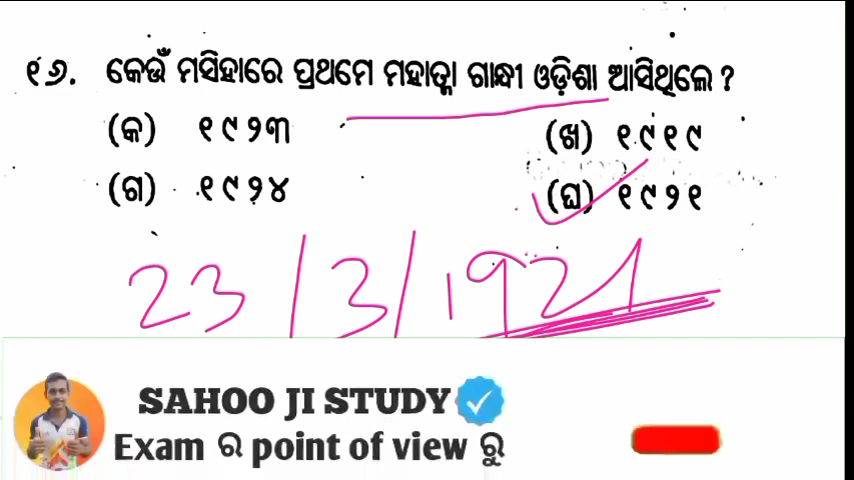 ୧୬. କେଉଁ ମସିହାରେ ପ୍ରଥମେ ମହାତ୍ମା ଗାନ୍ଧୀ ଓଡ଼ିଶା ଆସିଥିଲେ ?
(କ) ୧୯୨୩ (ଖ) ୧୯୧୯
(ଗ) ୧୯୨୪ (ଘ) ୧୯୨୧
23/3/1921
SAHOO JI STUDY
Exam ର point of view ରୁ